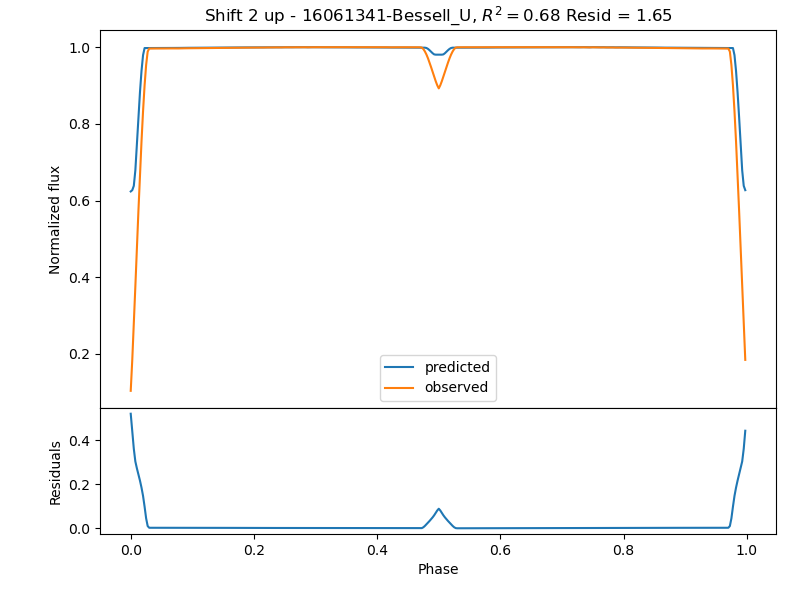 Shift 2 up - 16061341-Bessell_U, R² = 0.68 Resid = 1.65
Normalized flux
1.0
0.8
0.6
0.4
0.2
predicted
observed
Residuals
0.4
0.2
0.0
0.0 0.2 0.4 0.6 0.8 1.0
Phase